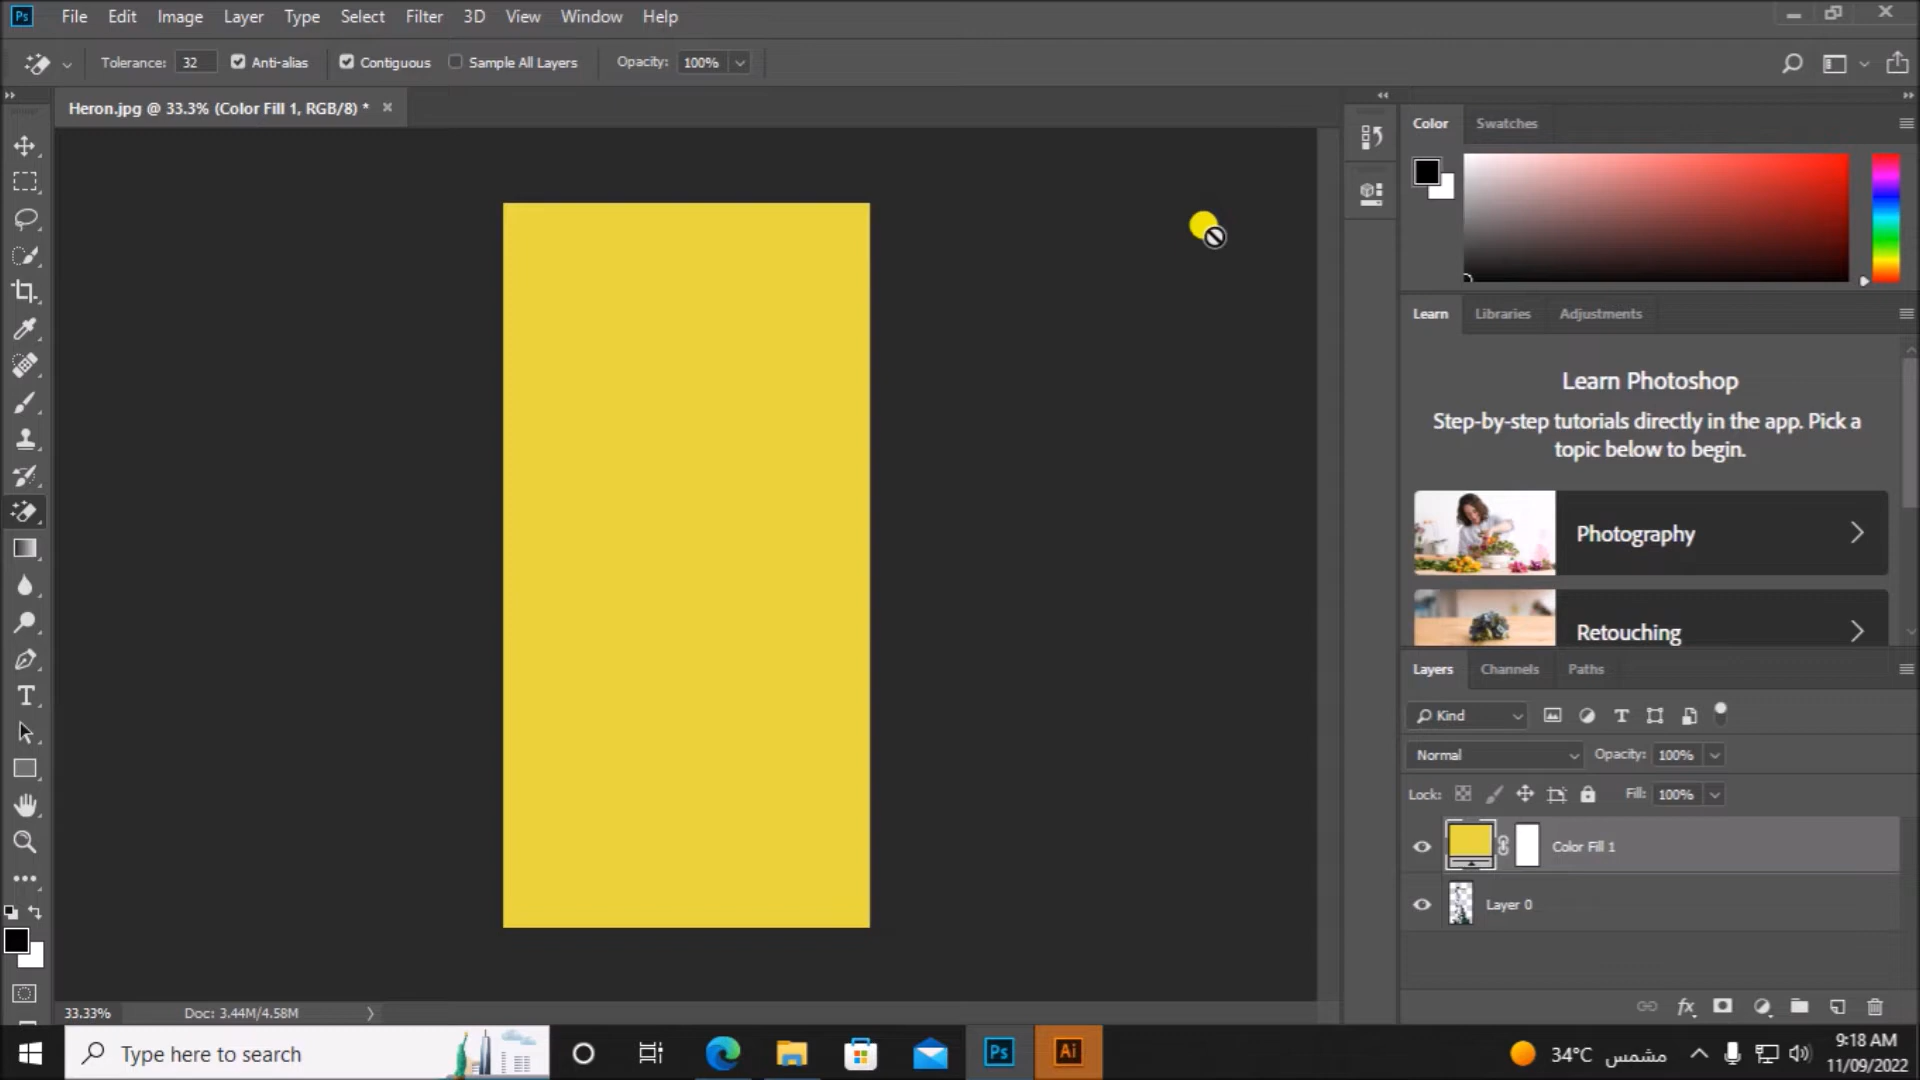 Ps File Edit Image Layer Type Select Filter 3D View Window Help
Tolerance: 32 Anti-alias Contiguous Sample All Layers Opacity: 100%
Heron.jpg @ 33.3% (Color Fill 1, RGB/8) *
Color Swatches
Learn Libraries Adjustments
Learn Photoshop
Step-by-step tutorials directly in the app. Pick a
topic below to begin.
Photography
Retouching
Layers Channels Paths
Kind
Normal Opacity: 100%
Lock: Fill: 100%
Color Fill 1
Layer 0
fx
33.33% Doc: 3.44M/4.58M
Type here to search
Ps
Ai
34°C مشمس
9:18 AM
11/09/2022